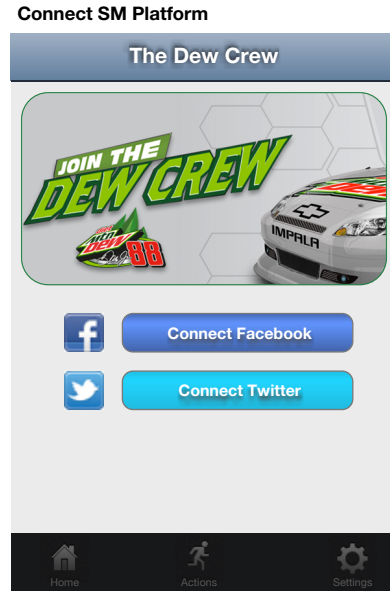 Connect SM Platform
The Dew Crew
JOIN THE
DEW CREW
diet
Mtn
Dew
88
IMPALA
Connect Facebook
Connect Twitter
Home
Actions
Settings